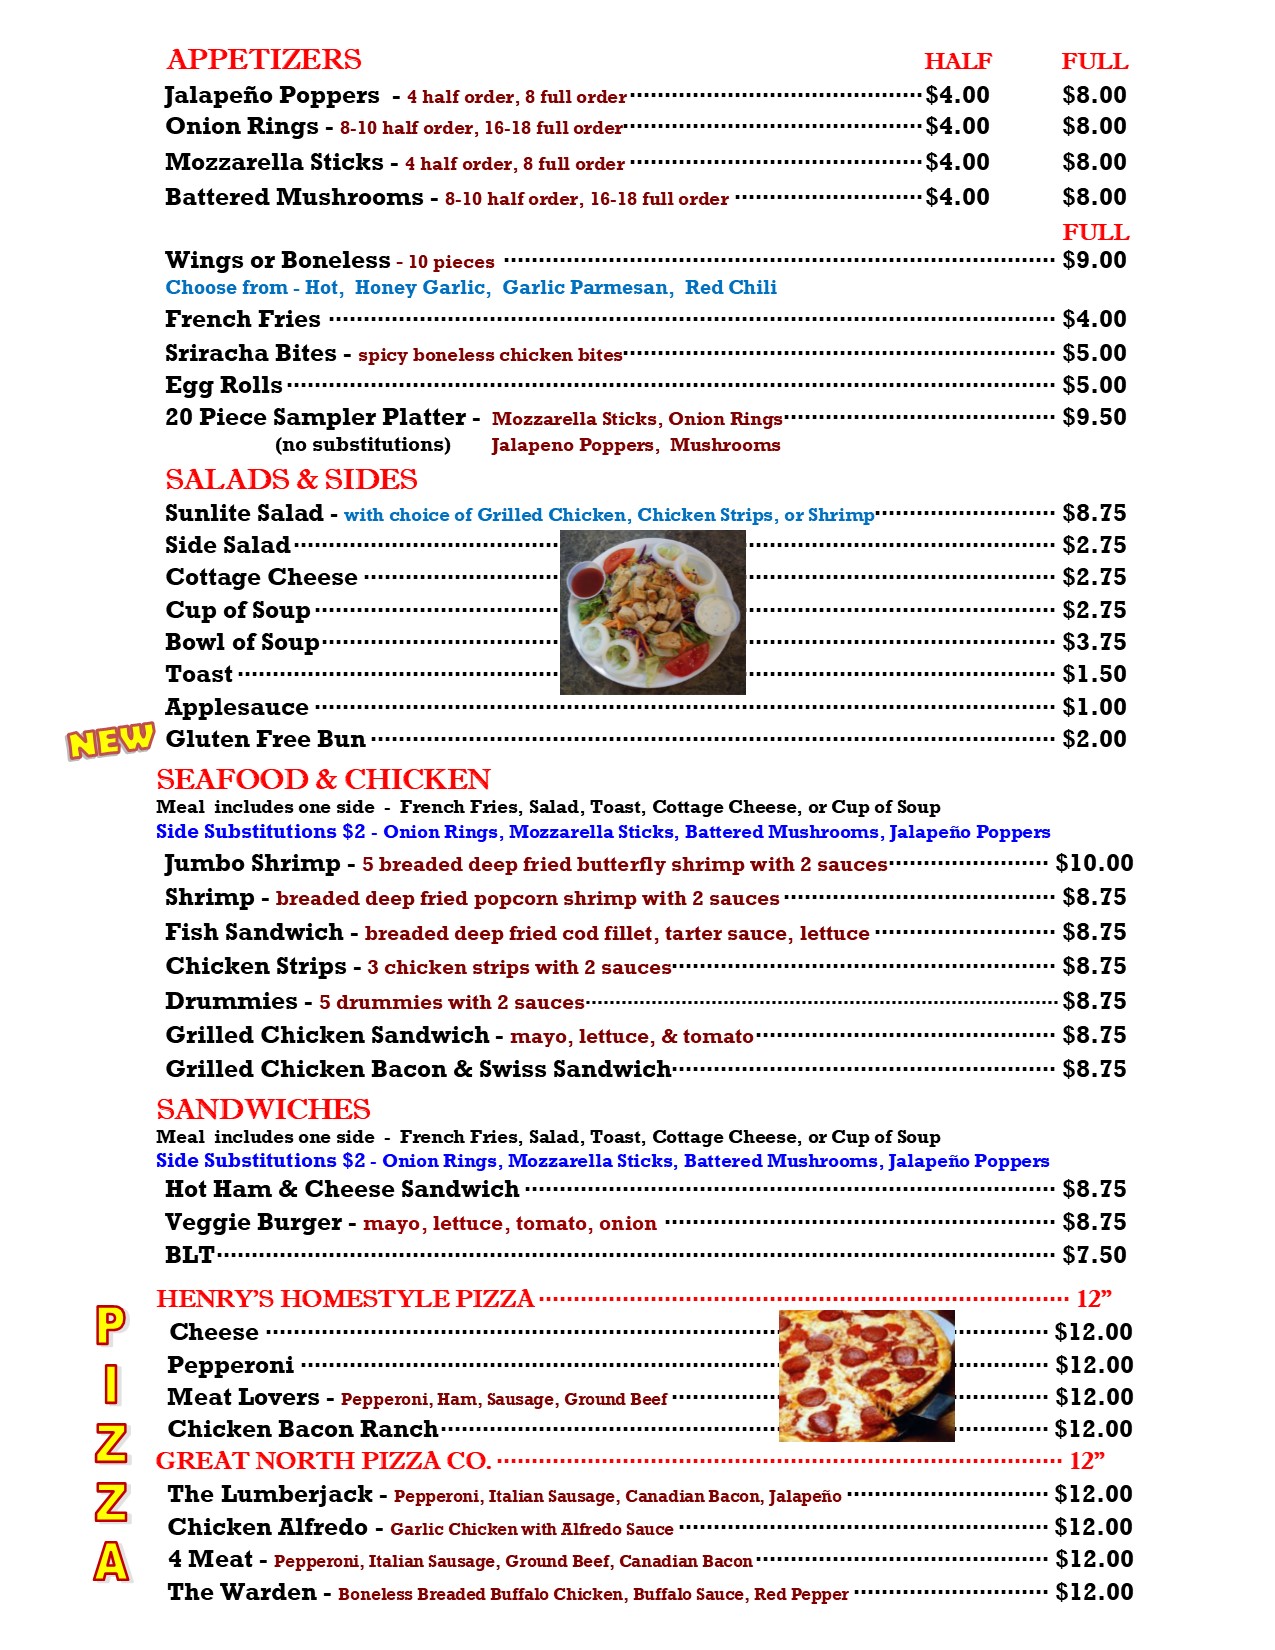 APPETIZERS HALF FULL
Jalapeño Poppers - 4 half order, 8 full order $4.00 $8.00
Onion Rings - 8-10 half order, 16-18 full order $4.00 $8.00
Mozzarella Sticks - 4 half order, 8 full order $4.00 $8.00
Battered Mushrooms - 8-10 half order, 16-18 full order $4.00 $8.00
FULL
Wings or Boneless - 10 pieces $9.00
Choose from - Hot, Honey Garlic, Garlic Parmesan, Red Chili
French Fries $4.00
Sriracha Bites - spicy boneless chicken bites $5.00
Egg Rolls $5.00
20 Piece Sampler Platter - Mozzarella Sticks, Onion Rings $9.50
(no substitutions) Jalapeno Poppers, Mushrooms
SALADS & SIDES
Sunlite Salad - with choice of Grilled Chicken, Chicken Strips, or Shrimp $8.75
Side Salad $2.75
Cottage Cheese $2.75
Cup of Soup $2.75
Bowl of Soup $3.75
Toast $1.50
Applesauce $1.00
NEW Gluten Free Bun $2.00
SEAFOOD & CHICKEN
Meal includes one side - French Fries, Salad, Toast, Cottage Cheese, or Cup of Soup
Side Substitutions $2 - Onion Rings, Mozzarella Sticks, Battered Mushrooms, Jalapeño Poppers
Jumbo Shrimp - 5 breaded deep fried butterfly shrimp with 2 sauces $10.00
Shrimp - breaded deep fried popcorn shrimp with 2 sauces $8.75
Fish Sandwich - breaded deep fried cod fillet, tarter sauce, lettuce $8.75
Chicken Strips - 3 chicken strips with 2 sauces $8.75
Drummies - 5 drummies with 2 sauces $8.75
Grilled Chicken Sandwich - mayo, lettuce, & tomato $8.75
Grilled Chicken Bacon & Swiss Sandwich $8.75
SANDWICHES
Meal includes one side - French Fries, Salad, Toast, Cottage Cheese, or Cup of Soup
Side Substitutions $2 - Onion Rings, Mozzarella Sticks, Battered Mushrooms, Jalapeño Poppers
Hot Ham & Cheese Sandwich $8.75
Veggie Burger - mayo, lettuce, tomato, onion $8.75
BLT $7.50
PIZZA
HENRY'S HOMESTYLE PIZZA 12”
Cheese $12.00
Pepperoni $12.00
Meat Lovers - Pepperoni, Ham, Sausage, Ground Beef $12.00
Chicken Bacon Ranch $12.00
GREAT NORTH PIZZA CO. 12”
The Lumberjack - Pepperoni, Italian Sausage, Canadian Bacon, Jalapeño $12.00
Chicken Alfredo - Garlic Chicken with Alfredo Sauce $12.00
4 Meat - Pepperoni, Italian Sausage, Ground Beef, Canadian Bacon $12.00
The Warden - Boneless Breaded Buffalo Chicken, Buffalo Sauce, Red Pepper $12.00